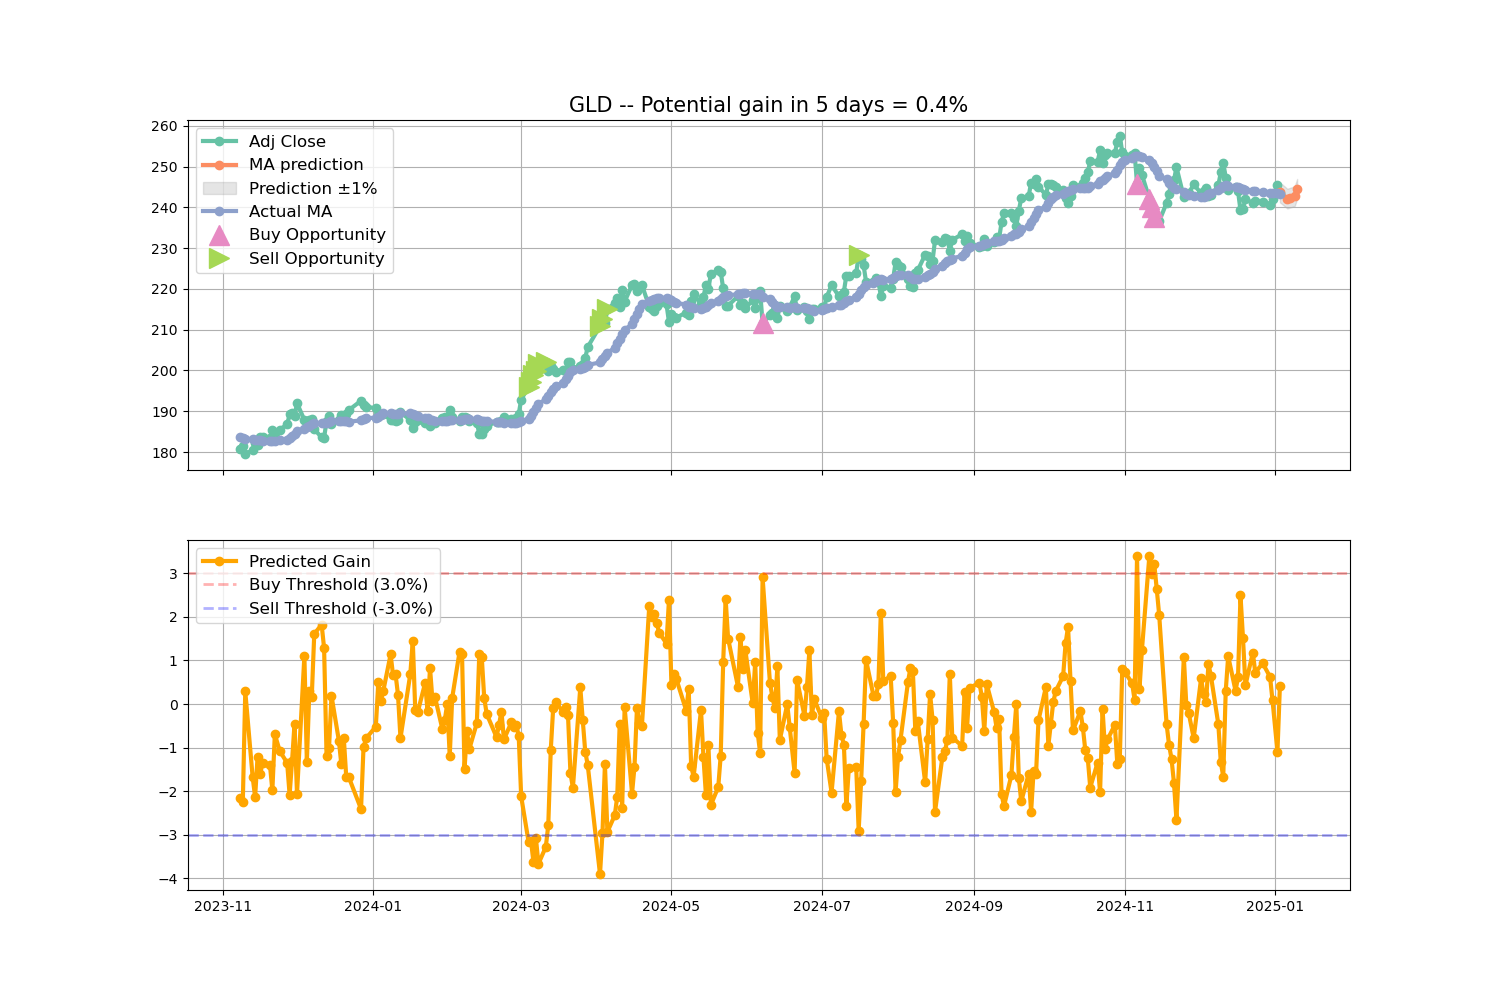 GLD -- Potential gain in 5 days = 0.4%
260
250
240
230
220
210
200
190
180
Adj Close
MA prediction
Prediction ±1%
Actual MA
Buy Opportunity
Sell Opportunity
3
2
1
0
−1
−2
−3
−4
Predicted Gain
Buy Threshold (3.0%)
Sell Threshold (-3.0%)
2023-11 2024-01 2024-03 2024-05 2024-07 2024-09 2024-11 2025-01